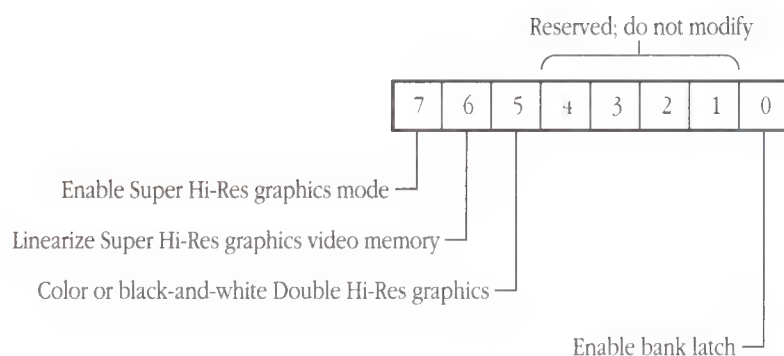 Reserved; do not modify
7 6 5 4 3 2 1 0
Enable Super Hi-Res graphics mode
Linearize Super Hi-Res graphics video memory
Color or black-and-white Double Hi-Res graphics
Enable bank latch